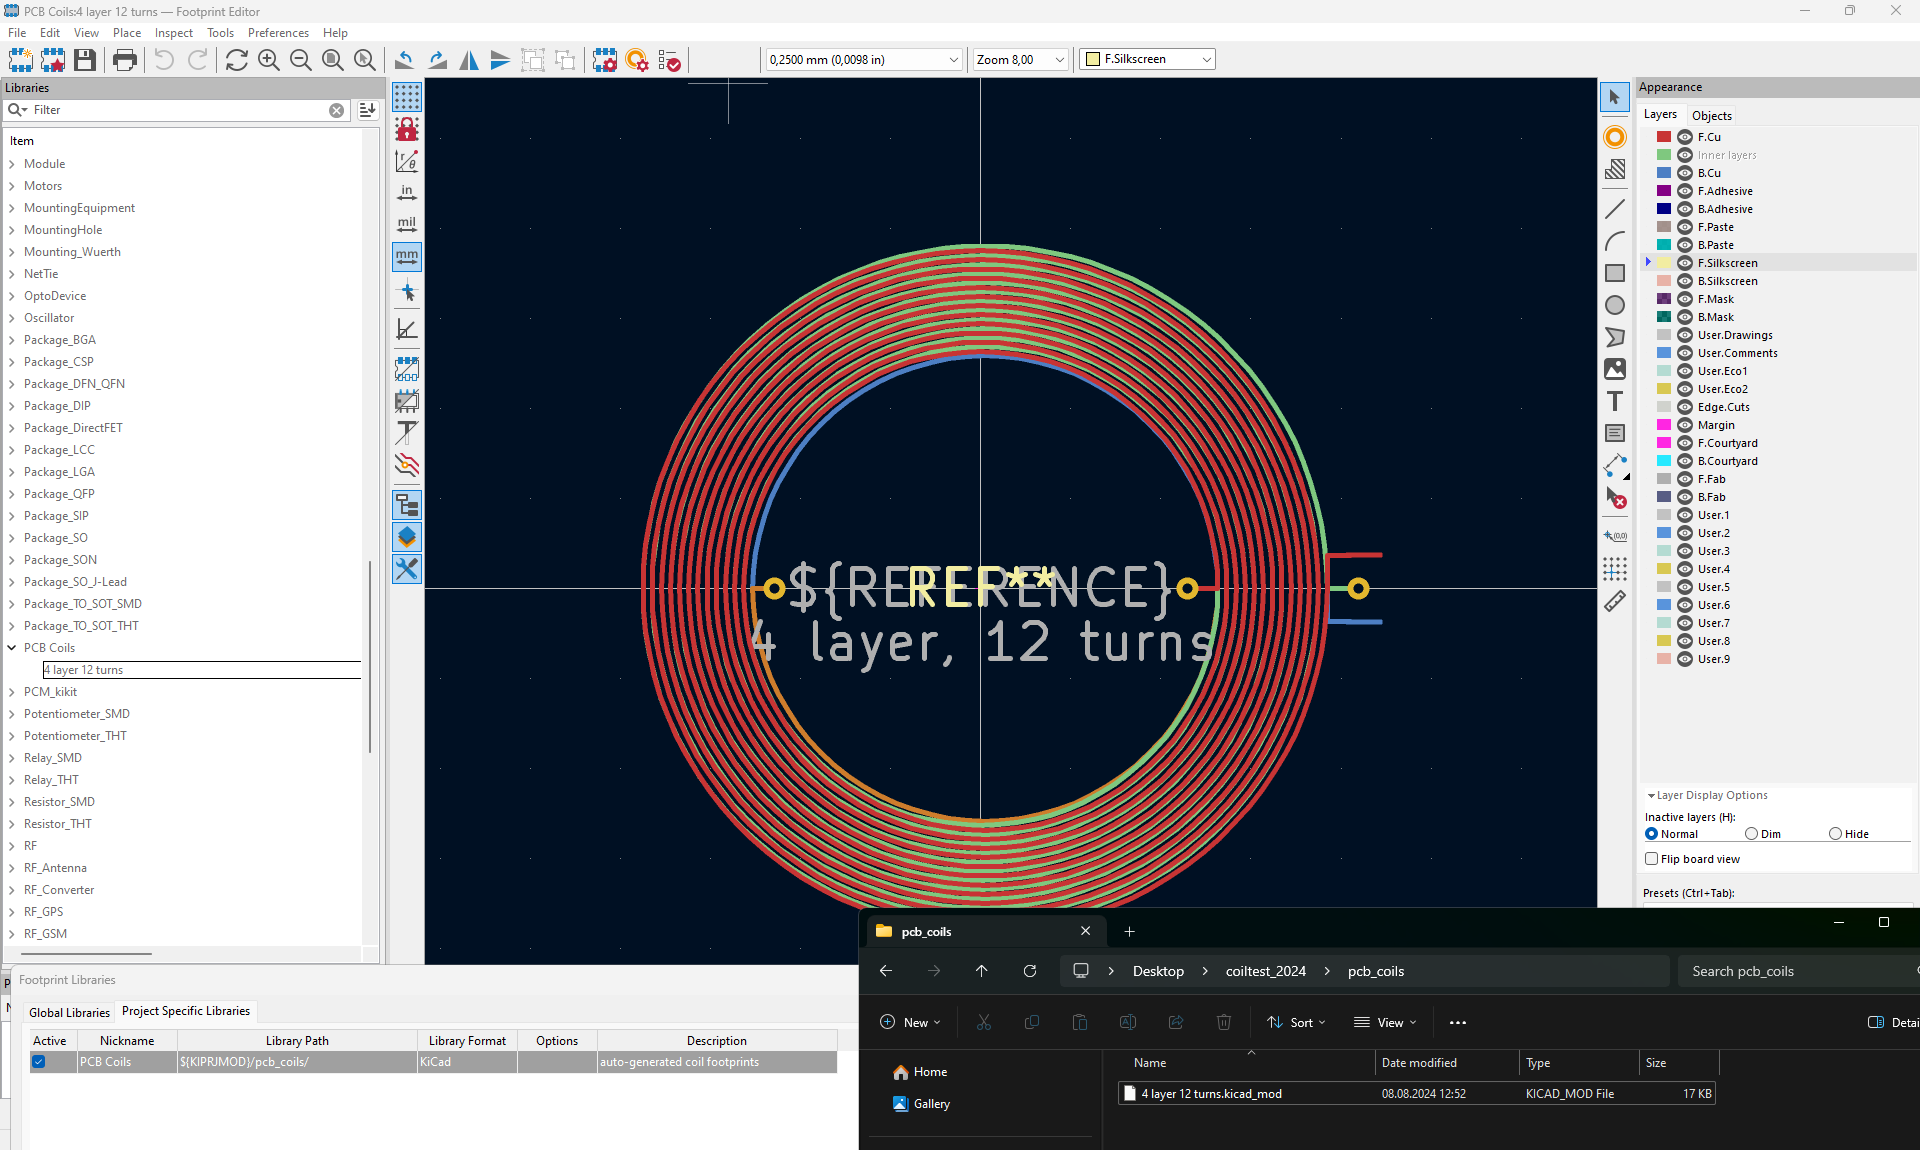 PCB Coils:4 layer 12 turns — Footprint Editor
File Edit View Place Inspect Tools Preferences Help
0,2500 mm (0,0098 in)
Zoom 8,00
F.Silkscreen
Libraries
Filter
Item
Module
Motors
MountingEquipment
MountingHole
Mounting_Wuerth
NetTie
OptoDevice
Oscillator
Package_BGA
Package_CSP
Package_DFN_QFN
Package_DIP
Package_DirectFET
Package_LCC
Package_LGA
Package_QFP
Package_SIP
Package_SO
Package_SON
Package_SO_J-Lead
Package_TO_SOT_SMD
Package_TO_SOT_THT
PCB Coils
4 layer 12 turns
PCM_kikit
Potentiometer_SMD
Potentiometer_THT
Relay_SMD
Relay_THT
Resistor_SMD
Resistor_THT
RF
RF_Antenna
RF_Converter
RF_GPS
RF_GSM
in
mil
mm
${REFERENCE}
REF**
4 layer, 12 turns
(0,0)
Appearance
Layers Objects
F.Cu
Inner layers
B.Cu
F.Adhesive
B.Adhesive
F.Paste
B.Paste
F.Silkscreen
B.Silkscreen
F.Mask
B.Mask
User.Drawings
User.Comments
User.Eco1
User.Eco2
Edge.Cuts
Margin
F.Courtyard
B.Courtyard
F.Fab
B.Fab
User.1
User.2
User.3
User.4
User.5
User.6
User.7
User.8
User.9
Layer Display Options
Inactive layers (H):
Normal Dim Hide
Flip board view
Presets (Ctrl+Tab):
Footprint Libraries
Global Libraries Project Specific Libraries
Active Nickname Library Path Library Format Options Description
PCB Coils ${KIPRJMOD}/pcb_coils/ KiCad auto-generated coil footprints
pcb_coils
Desktop coiltest_2024 pcb_coils
Search pcb_coils
New Sort View Detai
Home
Gallery
Name Date modified Type Size
4 layer 12 turns.kicad_mod 08.08.2024 12:52 KICAD_MOD File 17 KB